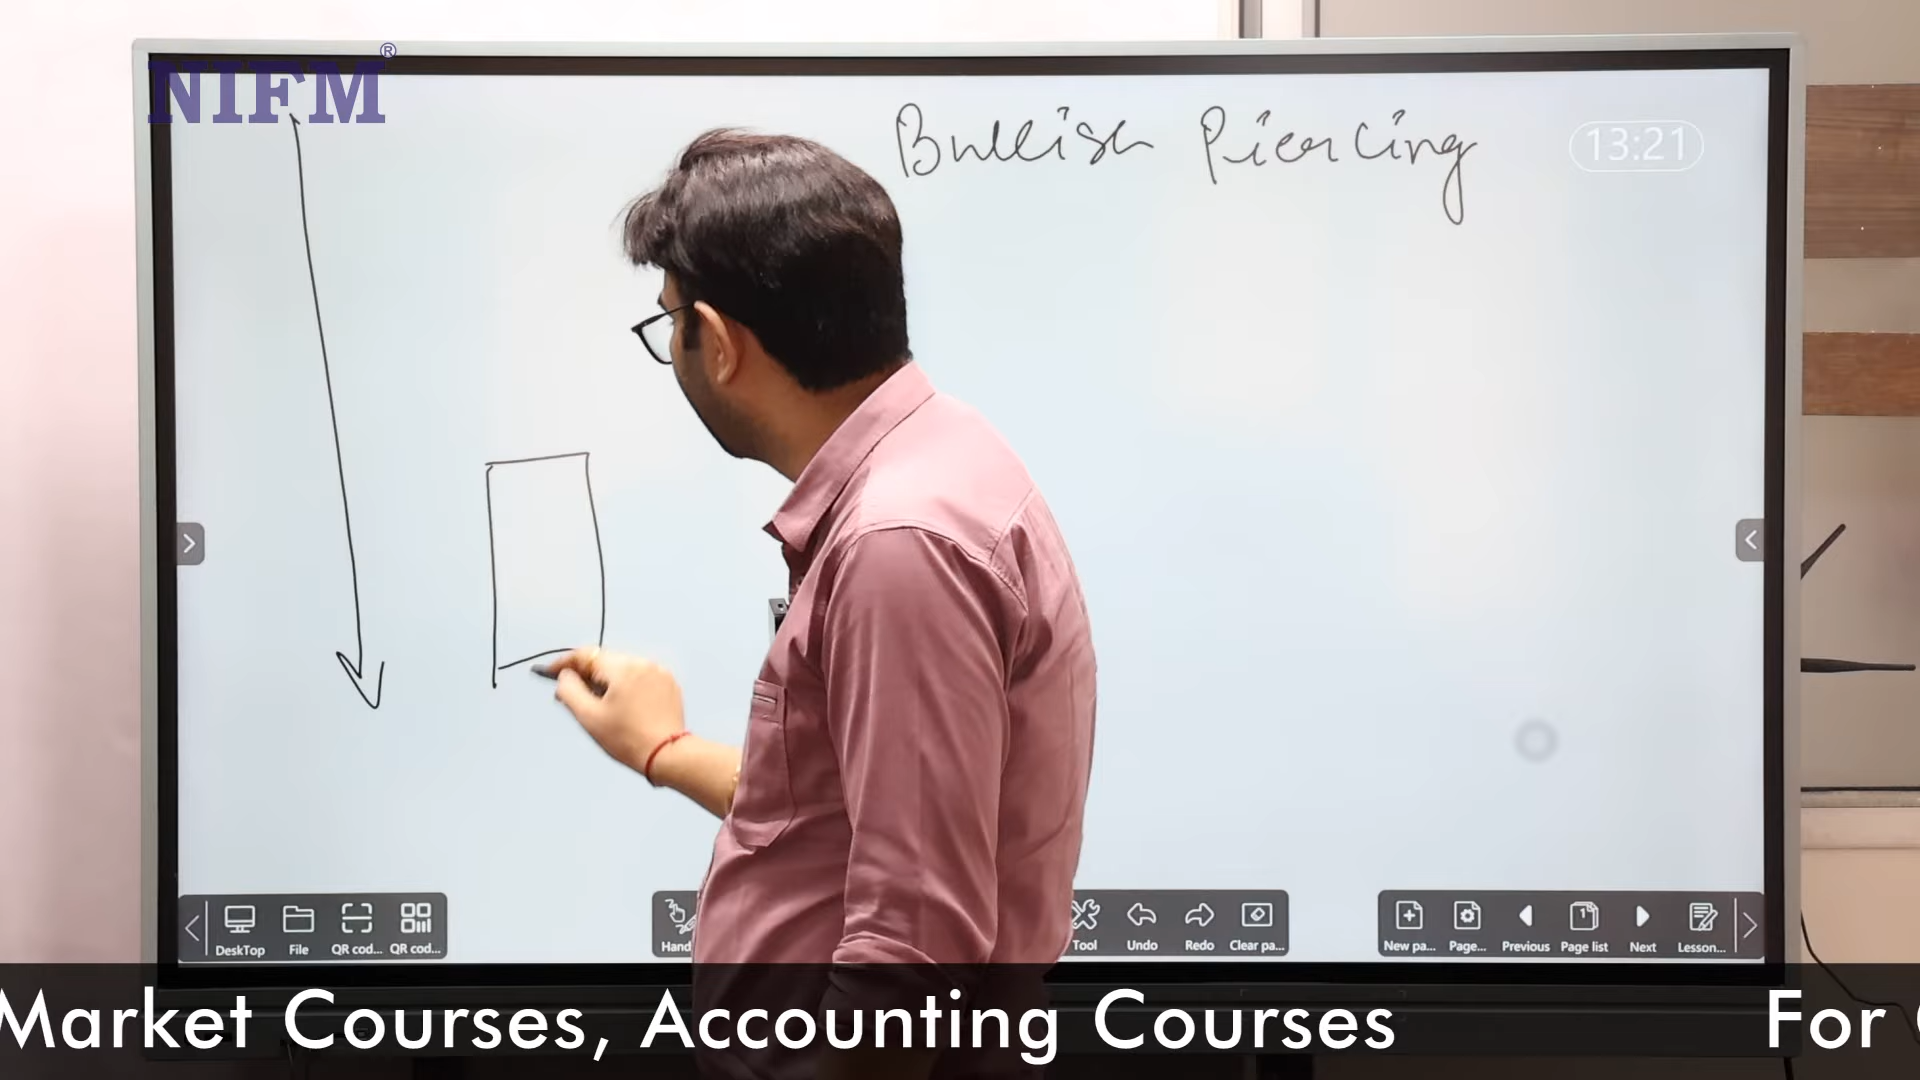 NIFM®
Bullish Piercing
13:21
DeskTop File QR cod... QR cod... Hand Tool Undo Redo Clear pa... New pa... Page... Previous Page list Next Lesson...
Market Courses, Accounting Courses For